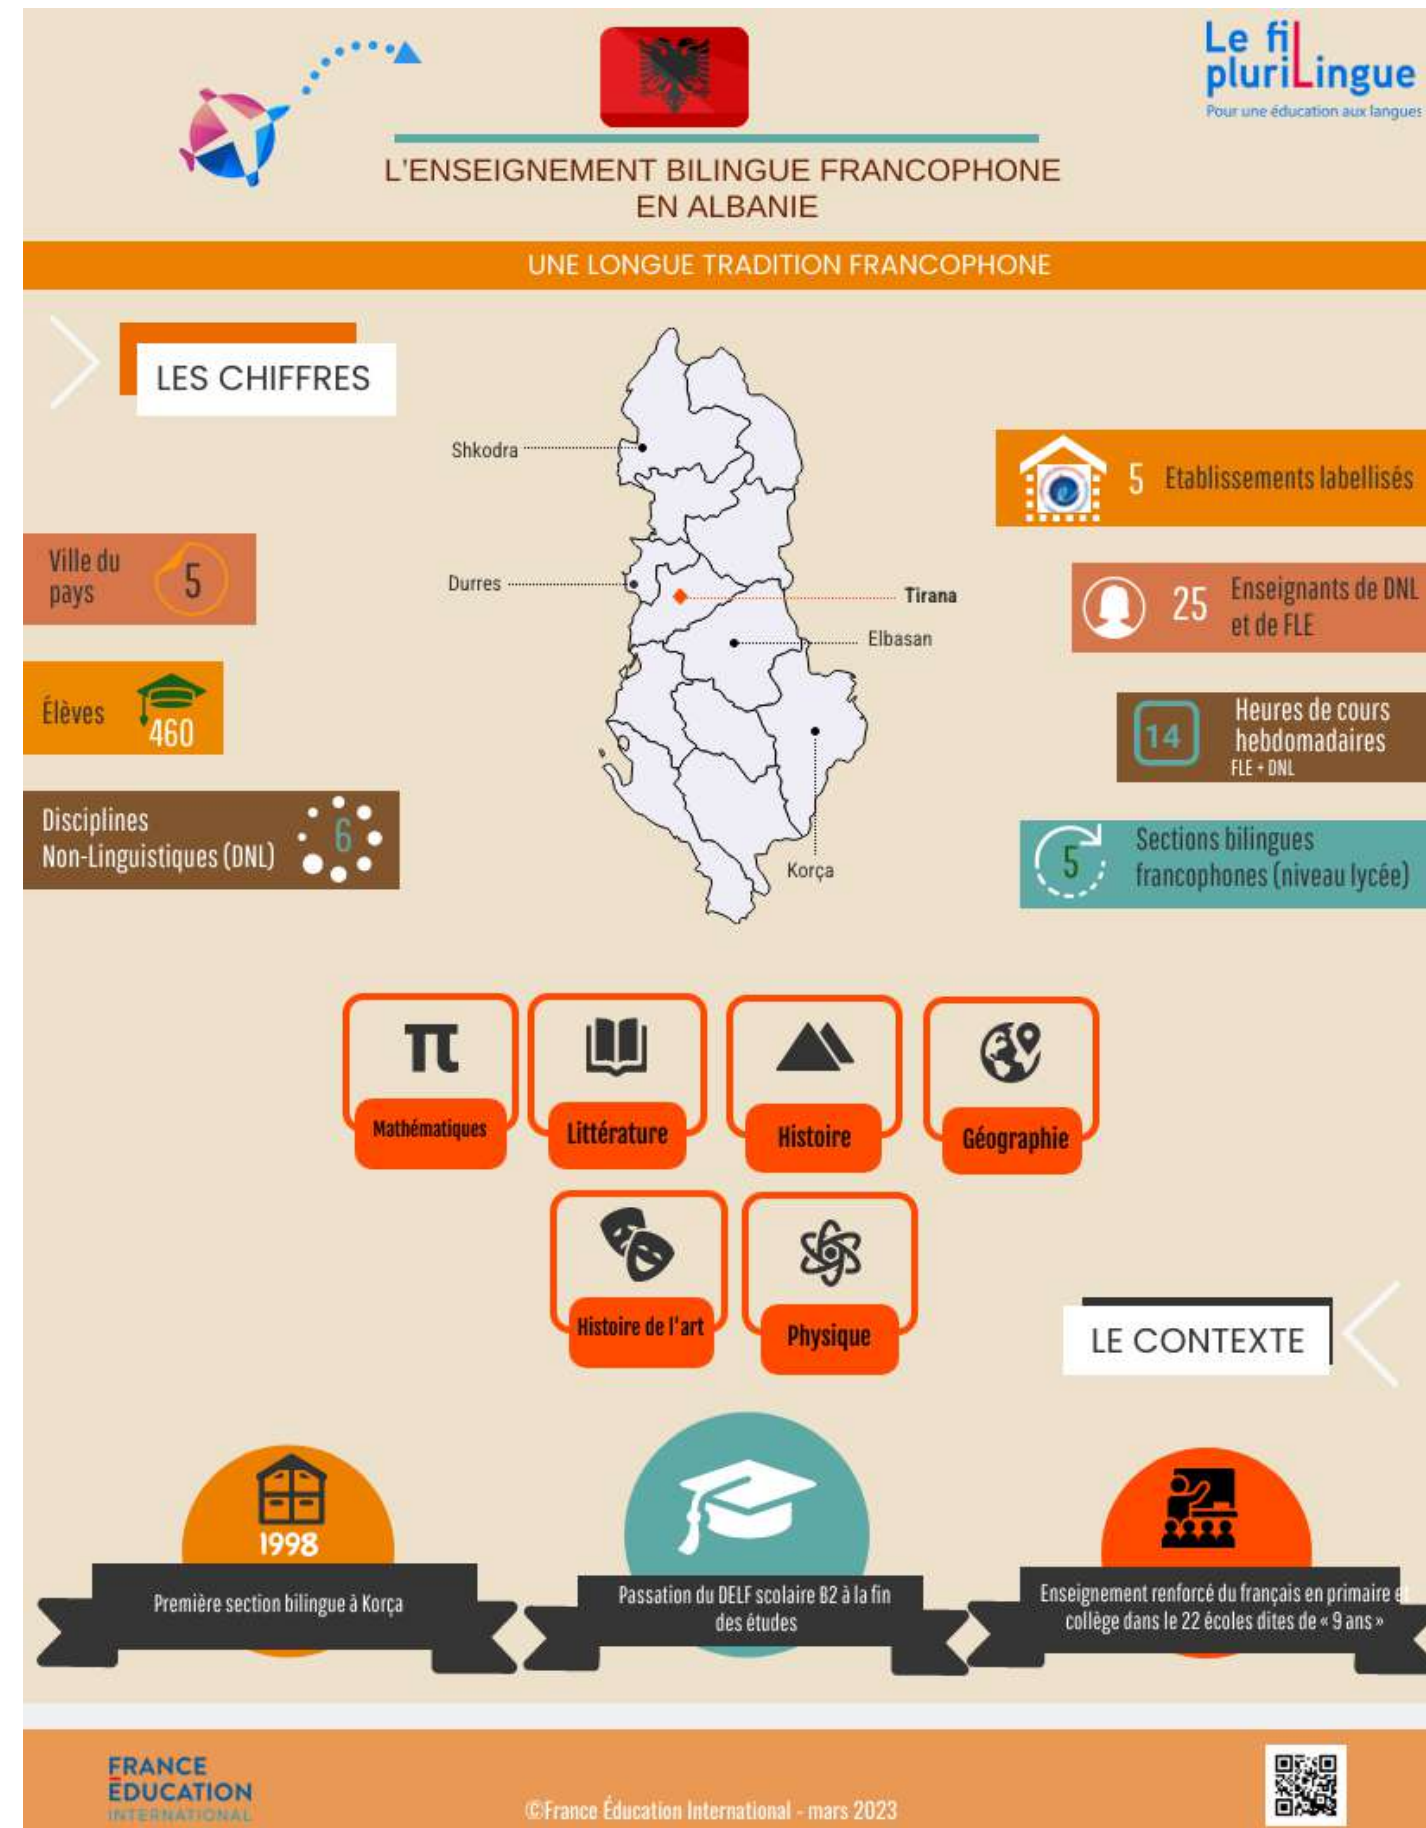 Le fil
pluriLingue
Pour une éducation aux langues
L'ENSEIGNEMENT BILINGUE FRANCOPHONE
EN ALBANIE
UNE LONGUE TRADITION FRANCOPHONE
LES CHIFFRES
Shkodra
Durres
Tirana
Elbasan
Korça
Ville du
pays
5
Élèves
460
Disciplines
Non-Linguistiques (DNL)
6
5 Etablissements labellisés
25
Enseignants de DNL
et de FLE
14
Heures de cours
hebdomadaires
FLE + DNL
5
Sections bilingues
francophones (niveau lycée)
π
Mathématiques
Littérature
Histoire
Géographie
Histoire de l'art
Physique
LE CONTEXTE
1998
Première section bilingue à Korça
Passation du DELF scolaire B2 à la fin
des études
Enseignement renforcé du français en primaire et
collège dans le 22 écoles dites de « 9 ans »
FRANCE
ÉDUCATION
INTERNATIONAL
©France Éducation International - mars 2023